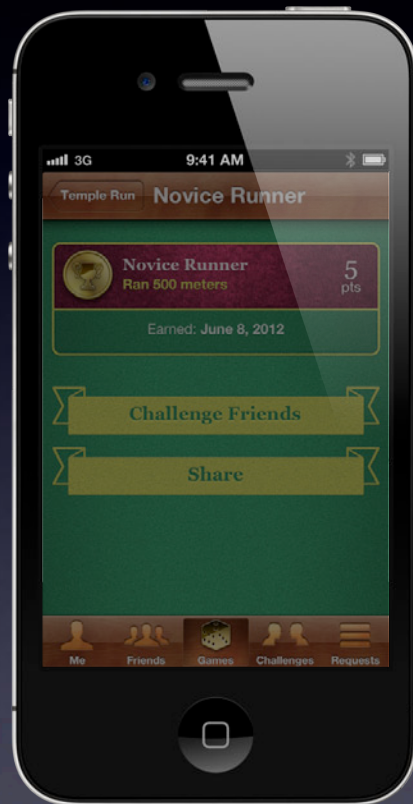 3G 9:41 AM
Temple Run Novice Runner
Novice Runner
Ran 500 meters
5
pts
Earned: June 8, 2012
Challenge Friends
Share
Me Friends Games Challenges Requests